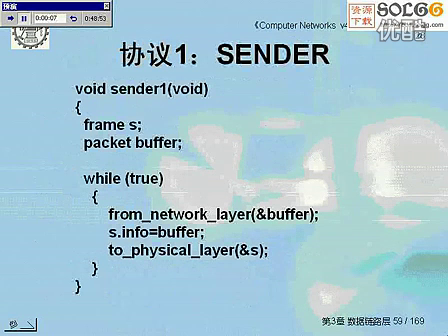 预演
0:00:07
0:48:53
《Computer Networks v4
资源
下载
SOL66
优酷
协议1：SENDER
void sender1(void)
{
frame s;
packet buffer;
while (true)
{
from_network_layer(&buffer);
s.info=buffer;
to_physical_layer(&s);
}
}
第3章 数据链路层 59 / 169